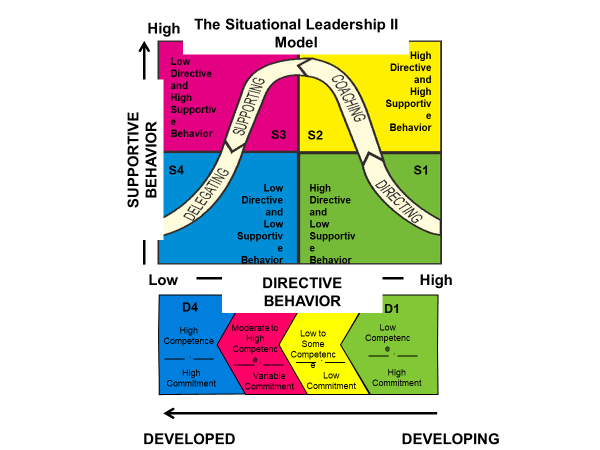 The Situational Leadership II
Model
High
SUPPORTIVE
BEHAVIOR
Low
Directive
and
High
Supportiv
e
Behavior
S3
High
Directive
and
High
Supportiv
e
Behavior
S2
SUPPORTING
COACHING
DELEGATING
DIRECTING
S4
Low
Directive
and
Low
Supportiv
e
Behavior
S1
High
Directive
and
Low
Supportiv
e
Behavior
Low
DIRECTIVE
BEHAVIOR
High
D4
High
Competence
High
Commitment
Moderate to
High
Competenc
e
Variable
Commitment
Low to
Some
Competenc
e
Low
Commitment
D1
Low
Competenc
e
High
Commitment
DEVELOPED
DEVELOPING